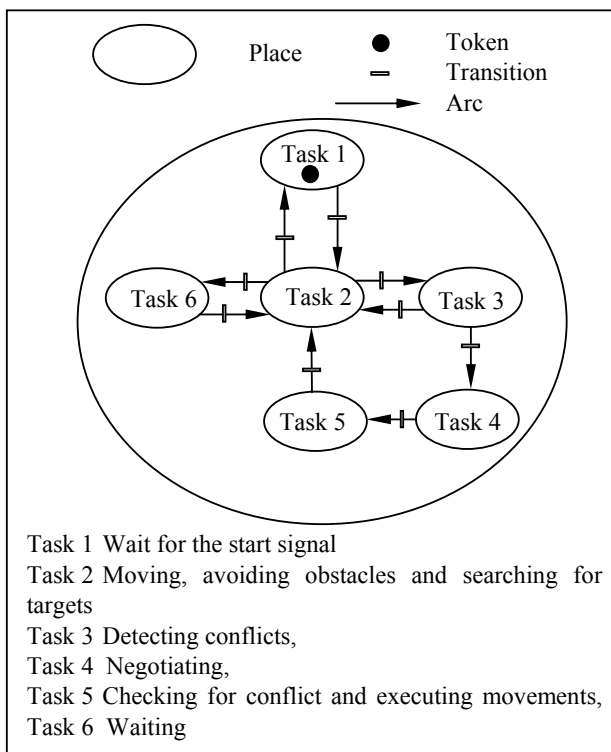 Place
Token
Transition
Arc
Task 1
Task 6
Task 2
Task 3
Task 5
Task 4
Task 1 Wait for the start signal
Task 2 Moving, avoiding obstacles and searching for
targets
Task 3 Detecting conflicts,
Task 4 Negotiating,
Task 5 Checking for conflict and executing movements,
Task 6 Waiting